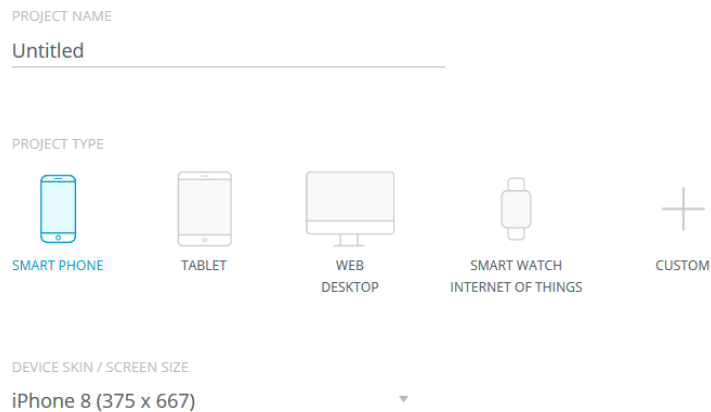 PROJECT NAME
Untitled
PROJECT TYPE
SMART PHONE
TABLET
WEB
DESKTOP
SMART WATCH
INTERNET OF THINGS
CUSTOM
DEVICE SKIN / SCREEN SIZE
iPhone 8 (375 x 667)